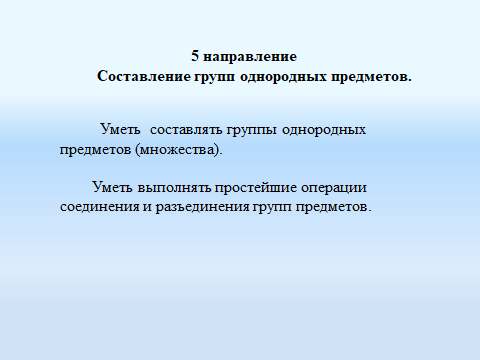 5 направление
Составление групп однородных предметов.
Уметь составлять группы однородных
предметов (множества).
Уметь выполнять простейшие операции
соединения и разъединения групп предметов.